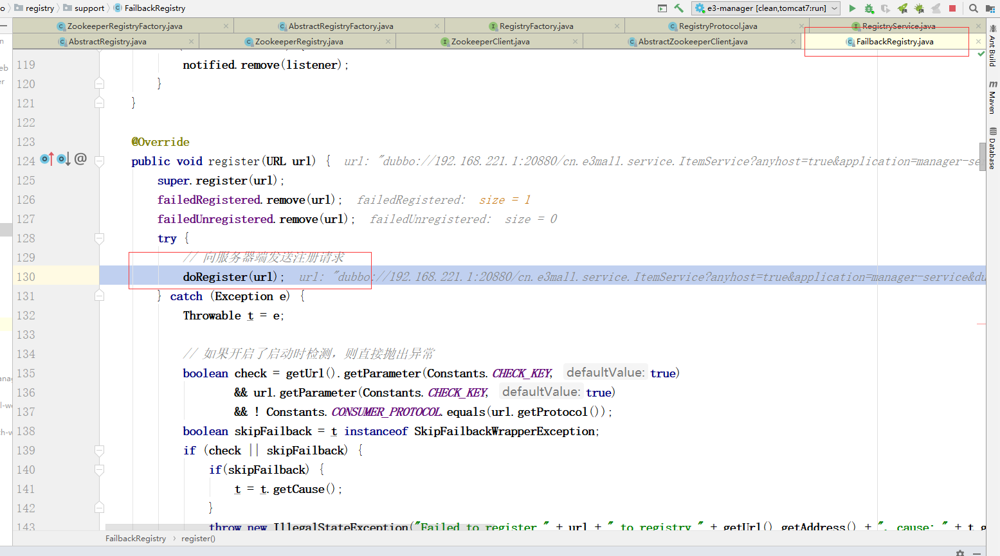 registry support FailbackRegistry e3-manager [clean,tomcat7:run]
ZookeeperRegistryFactory.java AbstractRegistryFactory.java RegistryFactory.java RegistryProtocol.java RegistryService.java
AbstractRegistry.java ZookeeperRegistry.java ZookeeperClient.java AbstractZookeeperClient.java FailbackRegistry.java
119 notified.remove(listener);
120 }
121 }
122
123 @Override
124 public void register(URL url) { url: "dubbo://192.168.221.1:20880/cn.e3mall.service.ItemService?anyhost=true&application=manager-se
125 super.register(url);
126 failedRegistered.remove(url); failedRegistered: size = 1
127 failedUnregistered.remove(url); failedUnregistered: size = 0
128 try {
129 // 向服务器端发送注册请求
130 doRegister(url); url: "dubbo://192.168.221.1:20880/cn.e3mall.service.ItemService?anyhost=true&application=manager-service&du
131 } catch (Exception e) {
132 Throwable t = e;
133
134 // 如果开启了启动时检测，则直接抛出异常
135 boolean check = getUrl().getParameter(Constants.CHECK_KEY, defaultValue: true)
136 && url.getParameter(Constants.CHECK_KEY, defaultValue: true)
137 && ! Constants.CONSUMER_PROTOCOL.equals(url.getProtocol());
138 boolean skipFailback = t instanceof SkipFailbackWrapperException;
139 if (check || skipFailback) {
140 if(skipFailback) {
141 t = t.getCause();
142 }
143 throw new IllegalStateException("Failed to register " + url + " to registry " + getUrl().getAddress() + ", cause: " + t.g
FailbackRegistry register()
Ant Build
Maven
Database